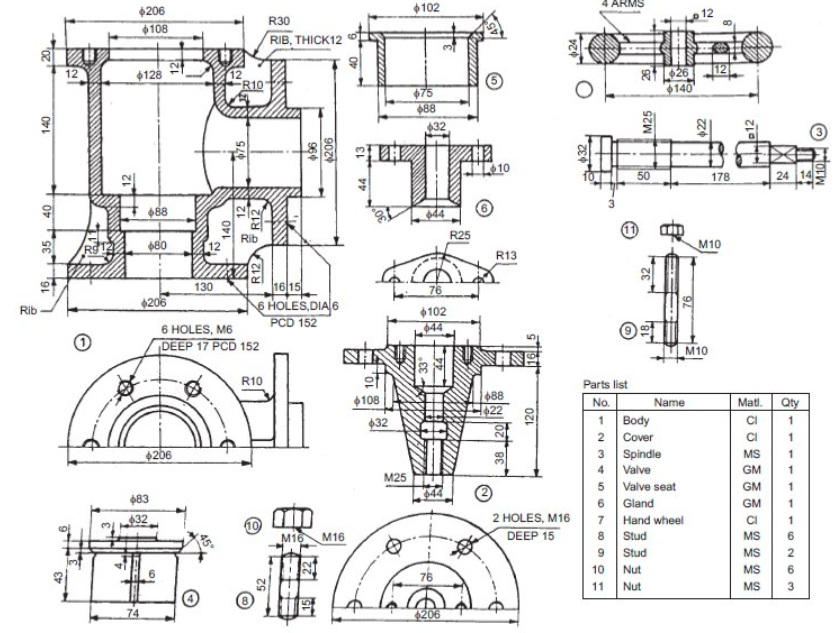 ϕ206
ϕ108
R30
RIB, THICK12
20
12
12
ϕ128
12
R10
140
ϕ75
ϕ96
ϕ206
12
40
ϕ88
12
140
R12
11
35
R9
ϕ12
ϕ80
12
Rib
R12
16
Rib
130
16
15
ϕ206
6 HOLES,DIA,6
PCD 152
1
6 HOLES, M6
DEEP 17 PCD 152
R10
ϕ206
ϕ83
ϕ32
6
3
3
45°
43
4
6
74
4
10
M16
M16
52
22
15
8
ϕ102
45°
6
3
40
ϕ75
ϕ88
5
ϕ32
13
ϕ10
44
30°
ϕ44
6
R25
R13
76
ϕ102
ϕ44
5
16
10
33°
44
ϕ108
ϕ88
ϕ22
ϕ32
120
20
38
M25
ϕ44
2
2 HOLES, M16
DEEP 15
76
ϕ206
4 ARMS
12
8
ϕ24
26
ϕ26
12
ϕ140
M25
ϕ22
12
3
ϕ32
10
3
50
178
24
14
M10
11
M10
32
76
18
9
M10
Parts list
No. Name Matl. Qty
1 Body CI 1
2 Cover CI 1
3 Spindle MS 1
4 Valve GM 1
5 Valve seat GM 1
6 Gland GM 1
7 Hand wheel CI 1
8 Stud MS 6
9 Stud MS 2
10 Nut MS 6
11 Nut MS 3